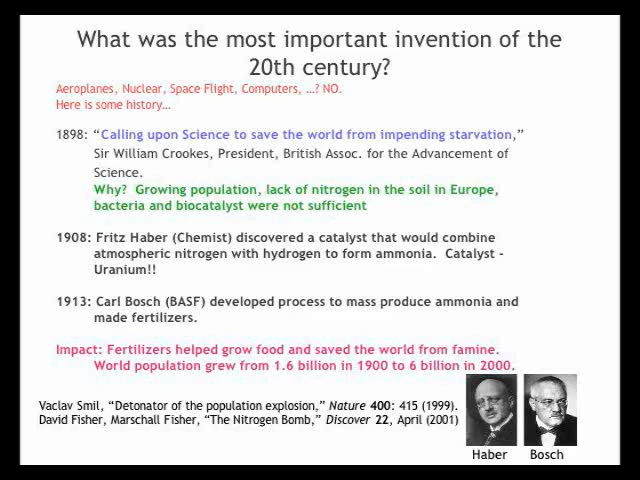 What was the most important invention of the
20th century?
Aeroplanes, Nuclear, Space Flight, Computers, …? NO.
Here is some history…
1898: “Calling upon Science to save the world from impending starvation,”
Sir William Crookes, President, British Assoc. for the Advancement of
Science.
Why? Growing population, lack of nitrogen in the soil in Europe,
bacteria and biocatalyst were not sufficient
1908: Fritz Haber (Chemist) discovered a catalyst that would combine
atmospheric nitrogen with hydrogen to form ammonia. Catalyst -
Uranium!!
1913: Carl Bosch (BASF) developed process to mass produce ammonia and
made fertilizers.
Impact: Fertilizers helped grow food and saved the world from famine.
World population grew from 1.6 billion in 1900 to 6 billion in 2000.
Vaclav Smil, “Detonator of the population explosion,” Nature 400: 415 (1999).
David Fisher, Marschall Fisher, “The Nitrogen Bomb,” Discover 22, April (2001)
Haber Bosch